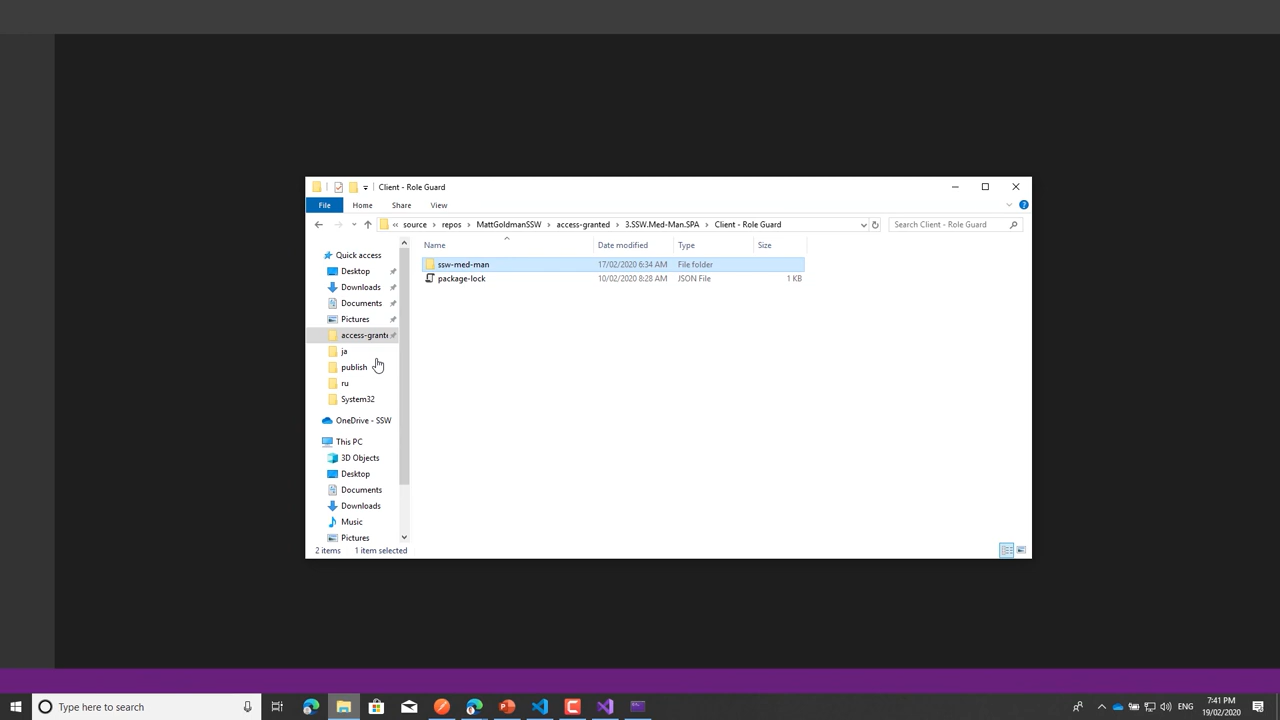 Client - Role Guard
File Home Share View
« source › repos › MattGoldmanSSW › access-granted › 3.SSW.Med-Man.SPA › Client - Role Guard
Search Client - Role Guard
Name Date modified Type Size
ssw-med-man 17/02/2020 6:34 AM File folder
package-lock 10/02/2020 8:28 AM JSON File 1 KB
Quick access
Desktop
Downloads
Documents
Pictures
access-grante
ja
publish
ru
System32
OneDrive - SSW
This PC
3D Objects
Desktop
Documents
Downloads
Music
Pictures
2 items 1 item selected
Type here to search
ENG
7:41 PM
19/02/2020